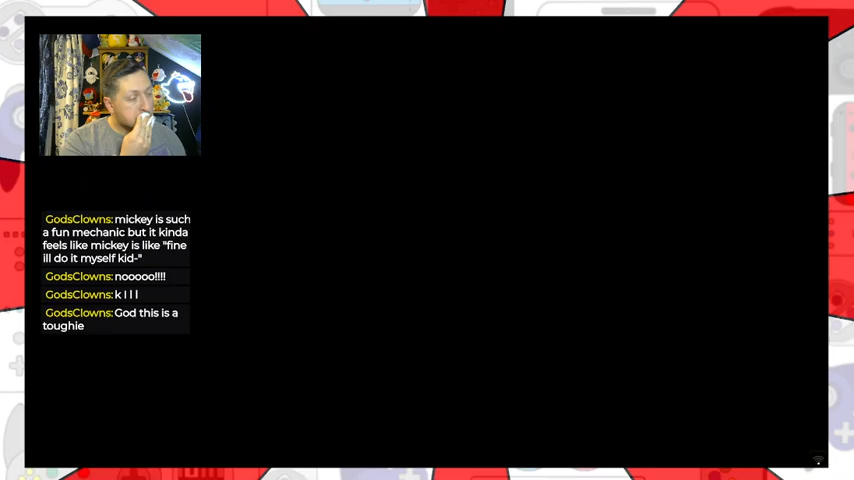 GodsClowns: mickey is such
a fun mechanic but it kinda
feels like mickey is like "fine
ill do it myself kid-"
GodsClowns: nooooo!!!!
GodsClowns: k I l l
GodsClowns: God this is a
toughie